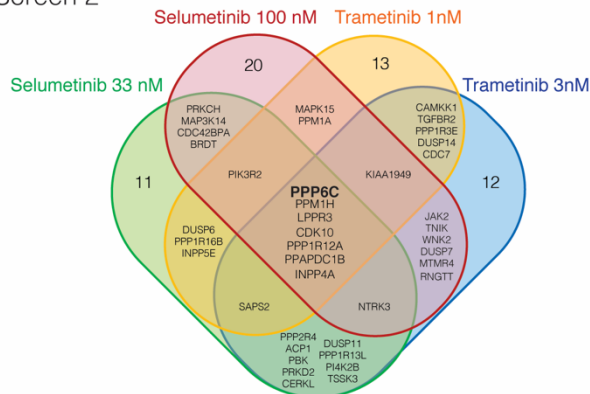 Screen 2
Selumetinib 100 nM
Trametinib 1nM
Selumetinib 33 nM
Trametinib 3nM
20
13
PRKCH
MAP3K14
CDC42BPA
BRDT
MAPK15
PPM1A
CAMKK1
TGFBR2
PPP1R3E
DUSP14
CDC7
11
PIK3R2
KIAA1949
12
PPP6C
PPM1H
LPPR3
CDK10
PPP1R12A
PPAPDC1B
INPP4A
DUSP6
PPP1R16B
INPP5E
JAK2
TNIK
WNK2
DUSP7
MTMR4
RNGTT
SAPS2
NTRK3
PPP2R4
ACP1
PBK
PRKD2
CERKL
DUSP11
PPP1R13L
PI4K2B
TSSK3